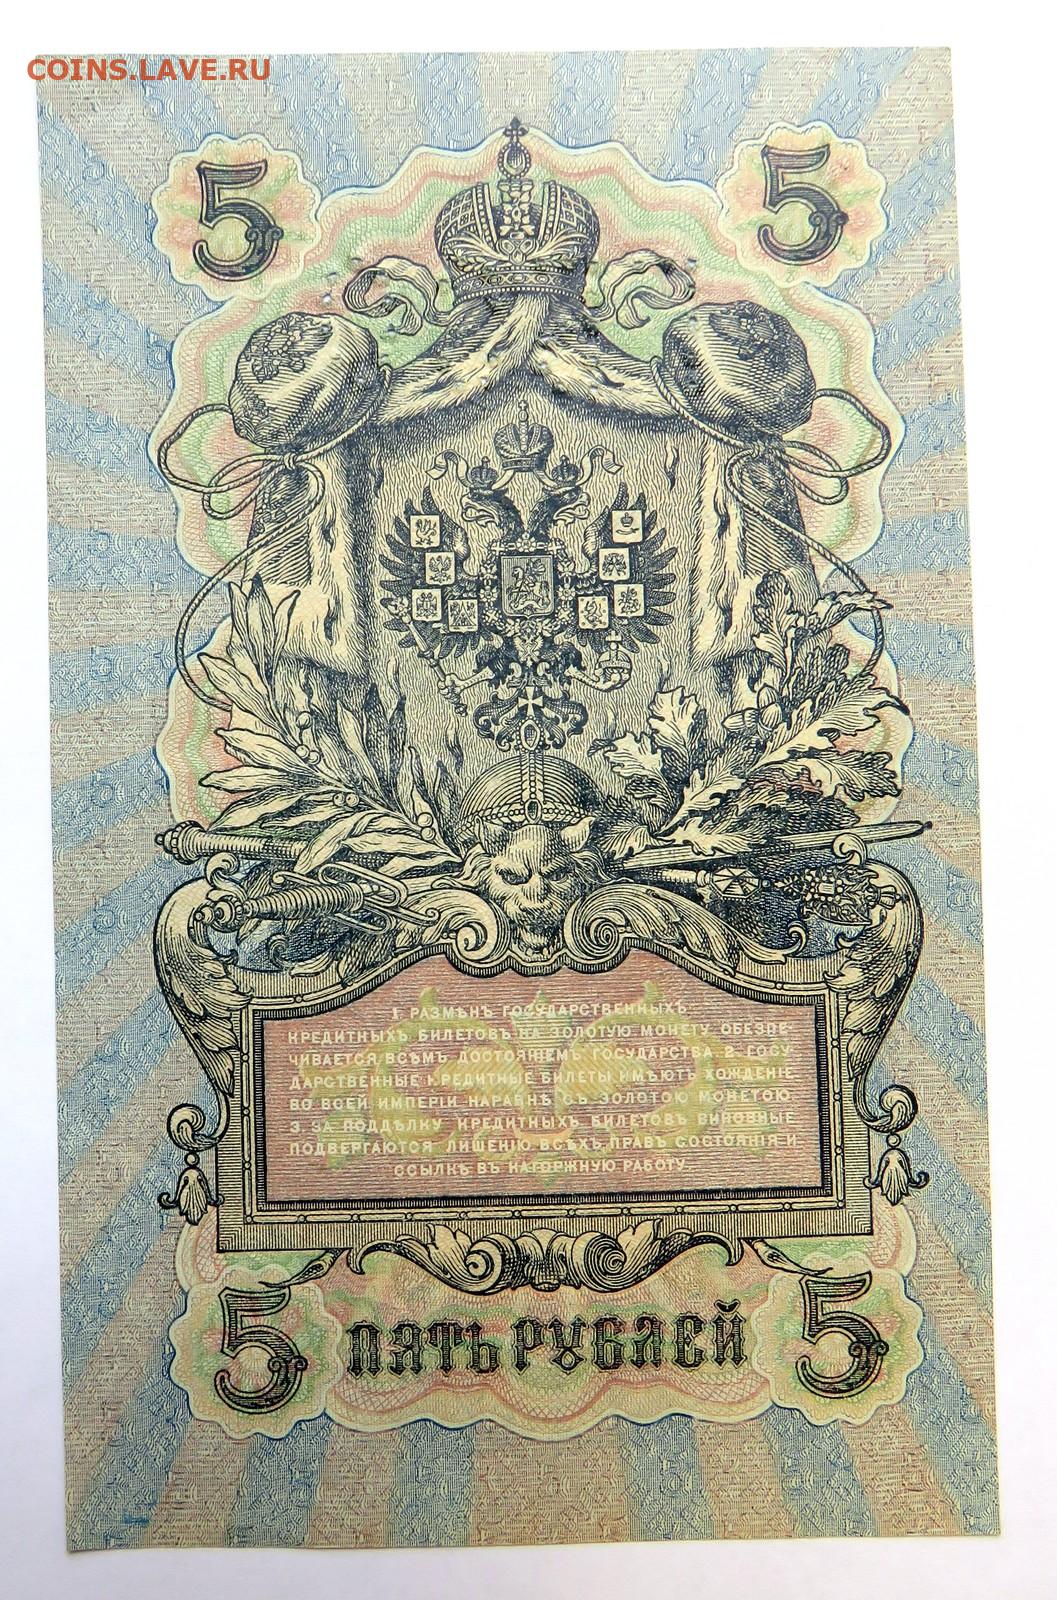 COINS.LAVE.RU
5 5
1 РАЗМѢНЪ ГОСУДАРСТВЕННЫХЪ
КРЕДИТНЫХЪ БИЛЕТОВЪ НА ЗОЛОТУЮ МОНЕТУ ОБЕЗПЕ-
ЧИВАЕТСЯ ВСѢМЪ ДОСТОЯНІЕМЪ ГОСУДАРСТВА 2 ГОСУ
ДАРСТВЕННЫЕ КРЕДИТНЫЕ БИЛЕТЫ ИМѢЮТЪ ХОЖДЕНІЕ
ВО ВСЕЙ ИМПЕРІИ НАРАВНѢ СЪ ЗОЛОТОЮ МОНЕТОЮ
3 ЗА ПОДДѢЛКУ КРЕДИТНЫХЪ БИЛЕТОВЪ ВИНОВНЫЕ
ПОДВЕРГАЮТСЯ ЛИШЕНІЮ ВСѢХЪ ПРАВЪ СОСТОЯНІЯ И
ССЫЛКѢ ВЪ КАТОРЖНУЮ РАБОТУ
5 ПЯТЬ РУБЛЕЙ 5